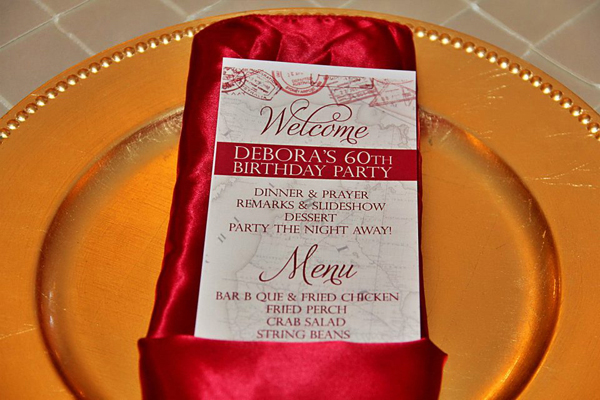 Welcome
DEBORA'S 60TH
BIRTHDAY PARTY
DINNER & PRAYER
REMARKS & SLIDESHOW
DESSERT
PARTY THE NIGHT AWAY!
Menu
BAR B QUE & FRIED CHICKEN
FRIED PERCH
CRAB SALAD
STRING BEANS